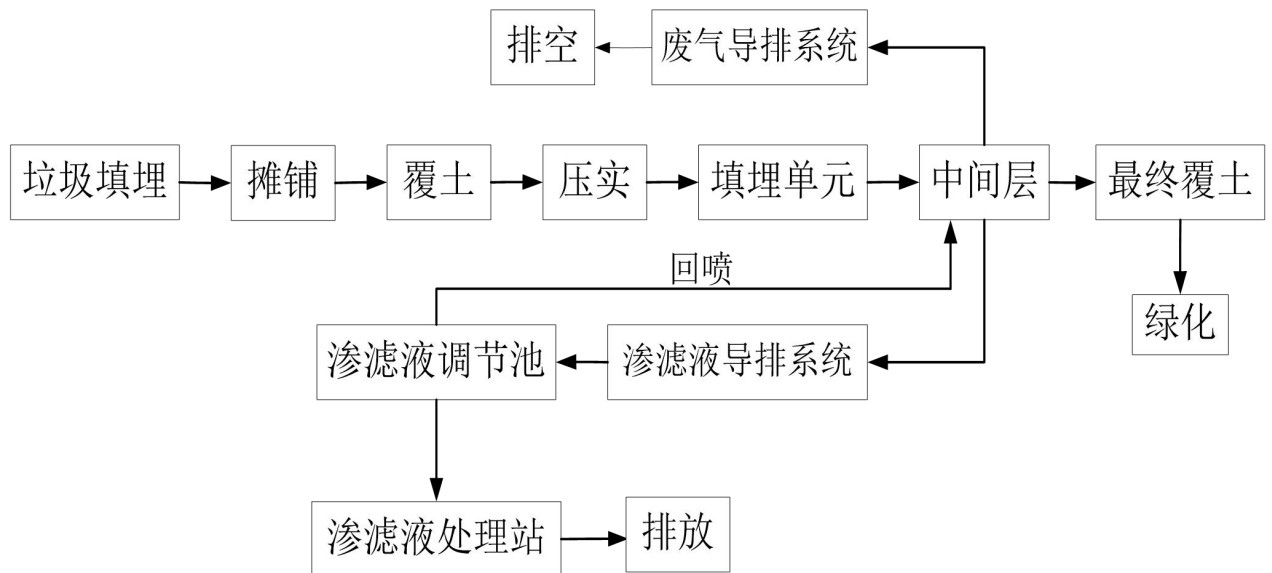 排空
废气导排系统
垃圾填埋
摊铺
覆土
压实
填埋单元
中间层
最终覆土
回喷
绿化
渗滤液调节池
渗滤液导排系统
渗滤液处理站
排放